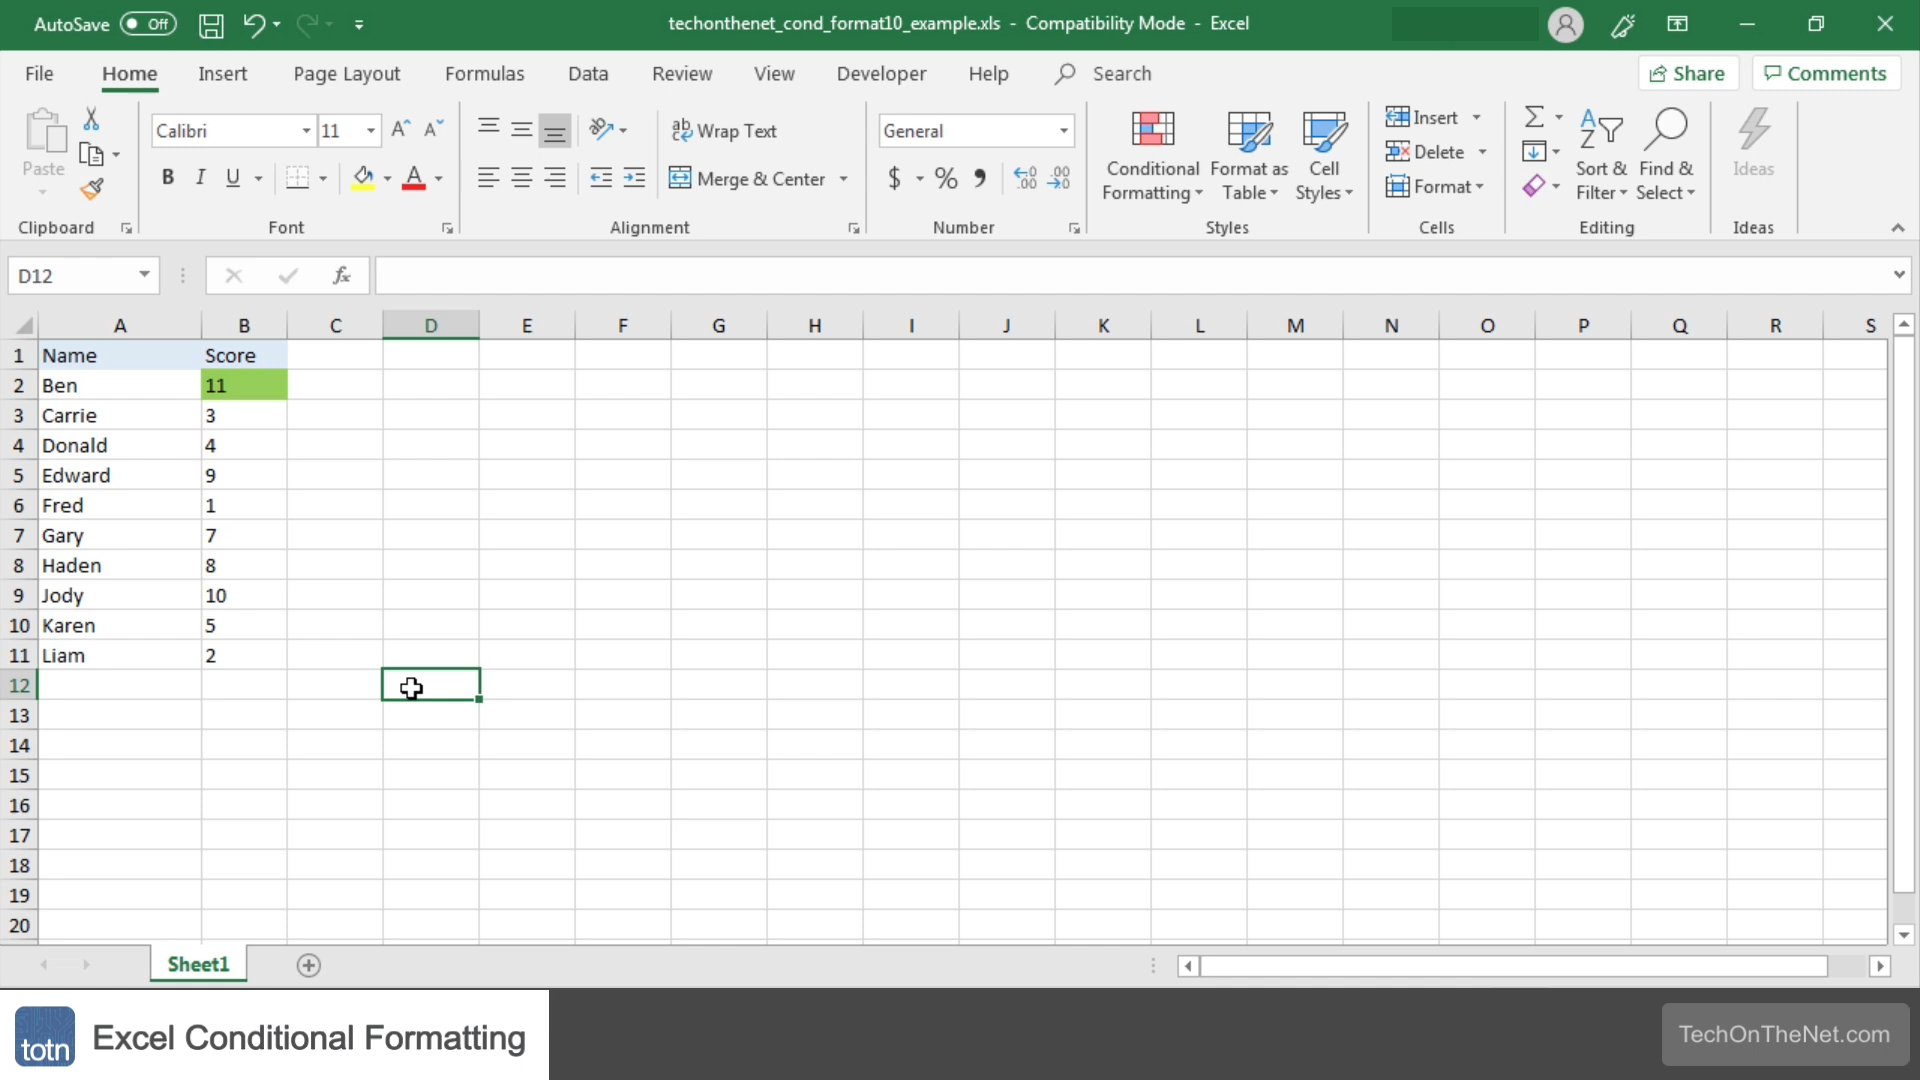 AutoSave Off techonthenet_cond_format10_example.xls - Compatibility Mode - Excel
File Home Insert Page Layout Formulas Data Review View Developer Help Search Share Comments
Paste
Clipboard
Calibri 11
B I U A
Font
ab Wrap Text
Merge & Center
Alignment
General
$ % 9
Number
Conditional Formatting
Format as Table
Cell Styles
Styles
Insert
Delete
Format
Cells
Sort & Filter
Find & Select
Editing
Ideas
Ideas
D12 fx
A B C D E F G H I J K L M N O P Q R S
1 Name Score
2 Ben 11
3 Carrie 3
4 Donald 4
5 Edward 9
6 Fred 1
7 Gary 7
8 Haden 8
9 Jody 10
10 Karen 5
11 Liam 2
12
13
14
15
16
17
18
19
20
Sheet1
totn Excel Conditional Formatting
TechOnTheNet.com